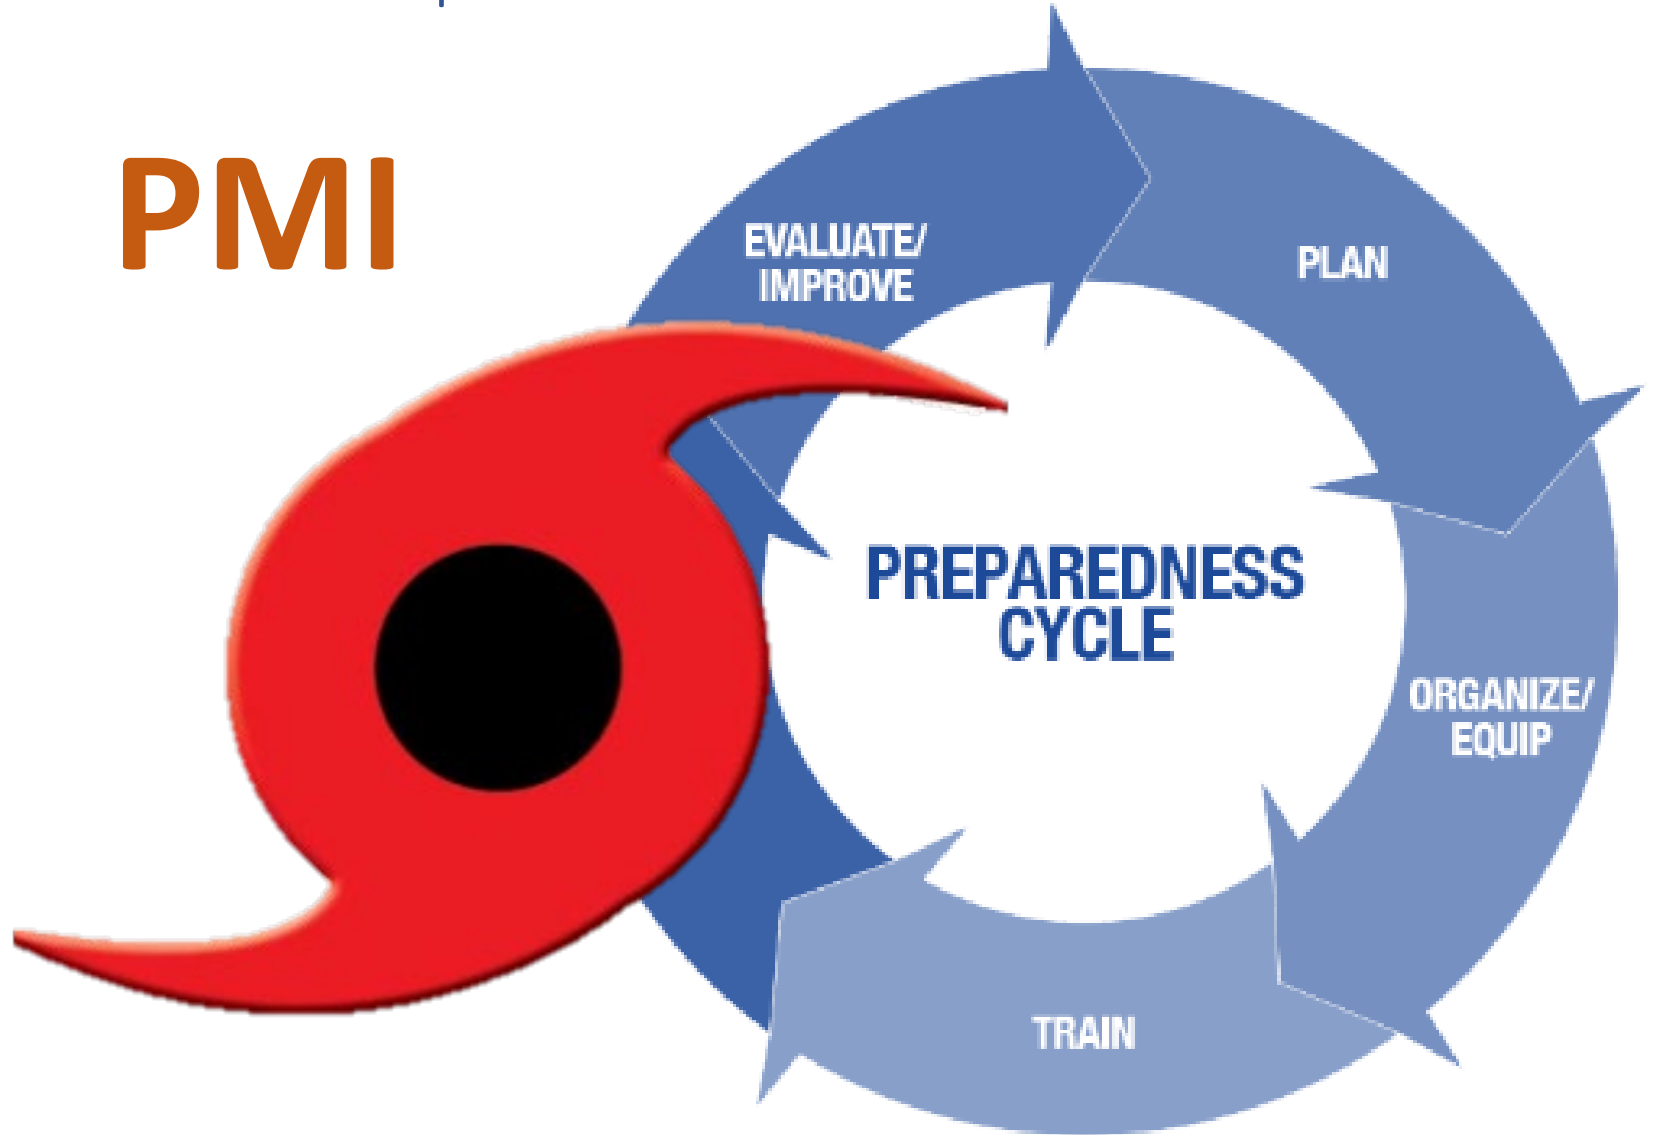 PMI
EVALUATE/
IMPROVE
PLAN
PREPAREDNESS
CYCLE
ORGANIZE/
EQUIP
TRAIN